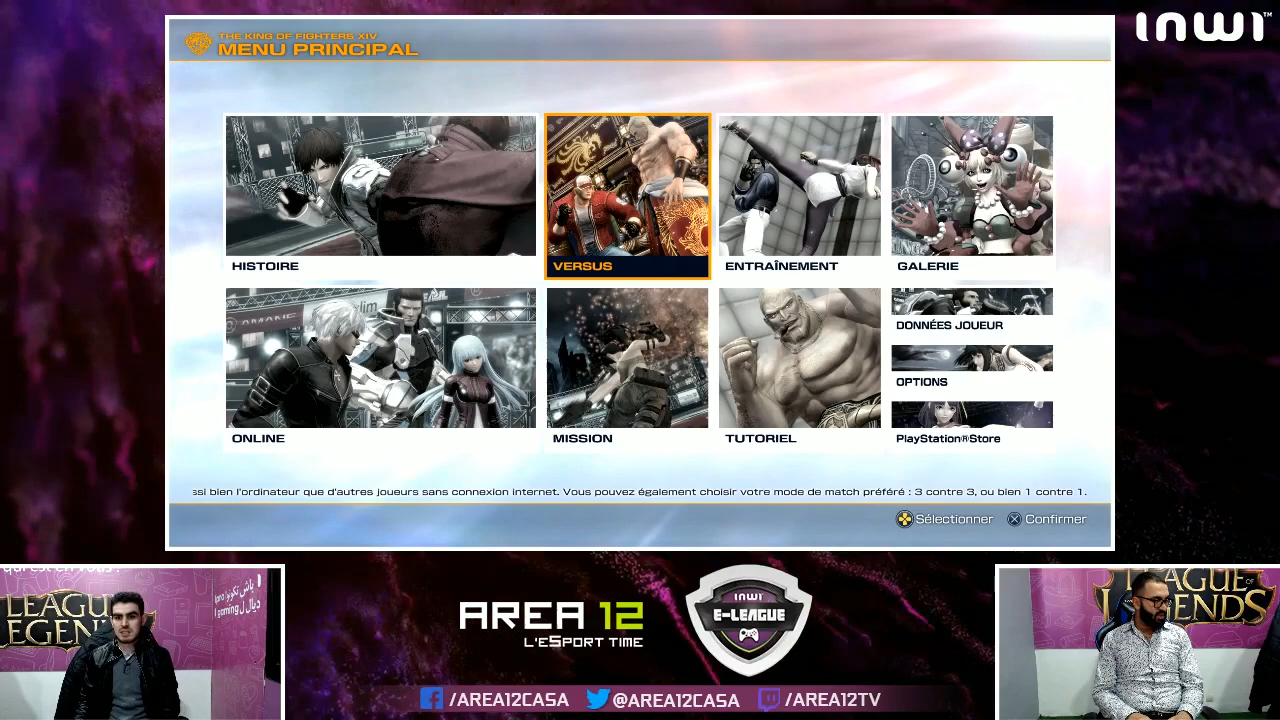 inwi™
THE KING OF FIGHTERS XIV
MENU PRINCIPAL
HISTOIRE
VERSUS
ENTRAÎNEMENT
GALERIE
DONNÉES JOUEUR
OPTIONS
ONLINE
MISSION
TUTORIEL
PlayStation®Store
ssi bien l'ordinateur que d'autres joueurs sans connexion internet. Vous pouvez également choisir votre mode de match préféré : 3 contre 3, ou bien 1 contre 1.
Sélectionner
Confirmer
LEAGUE
LEGENDS
AREA 12
L'ESPORT TIME
inwi
E-LEAGUE
/AREA12CASA
@AREA12CASA
/AREA12TV
LEAGUE OF
LEGENDS